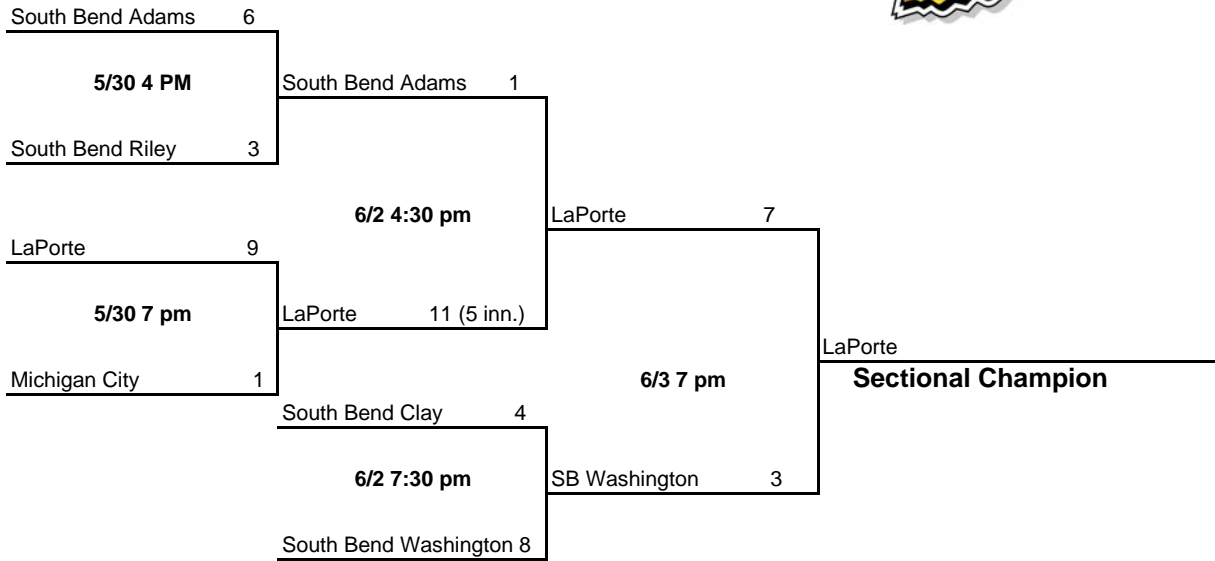 South Bend Adams 6
5/30 4 PM
South Bend Adams 1
South Bend Riley 3
6/2 4:30 pm
LaPorte 7
LaPorte 9
5/30 7 pm
LaPorte 11 (5 inn.)
LaPorte
Michigan City 1
6/3 7 pm
Sectional Champion
South Bend Clay 4
6/2 7:30 pm
SB Washington 3
South Bend Washington 8